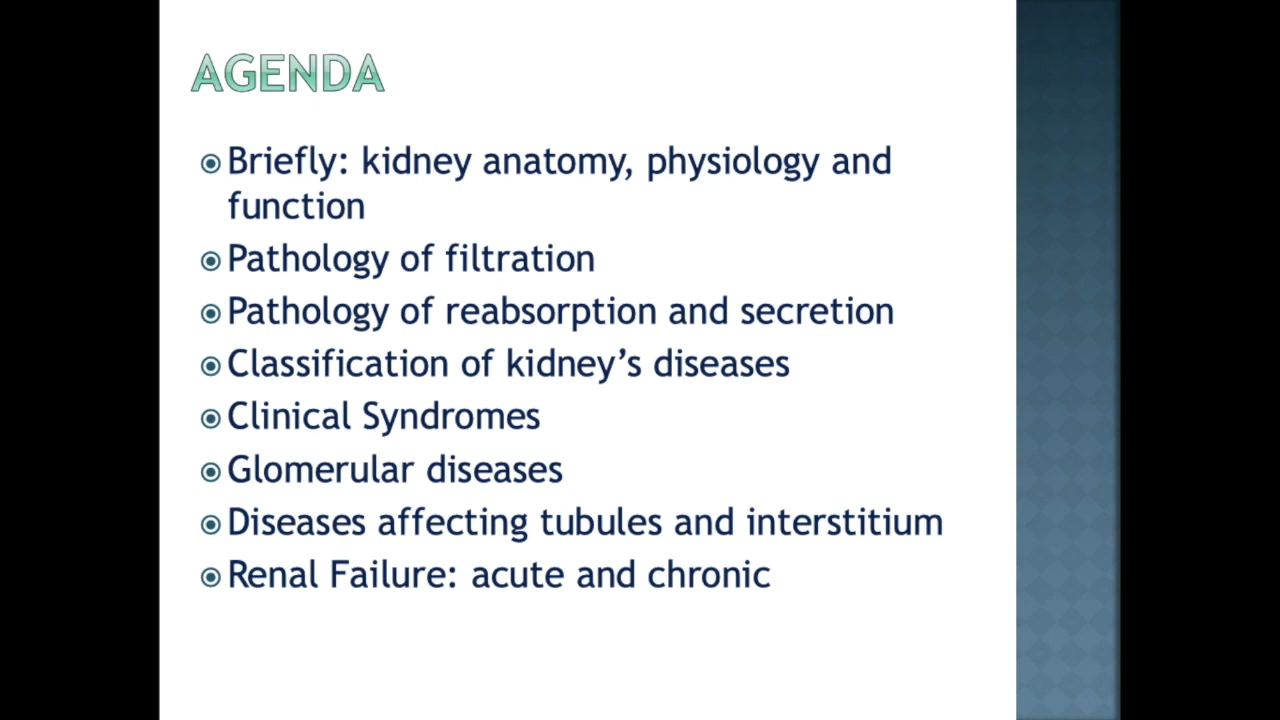 AGENDA
Briefly: kidney anatomy, physiology and
function
Pathology of filtration
Pathology of reabsorption and secretion
Classification of kidney’s diseases
Clinical Syndromes
Glomerular diseases
Diseases affecting tubules and interstitium
Renal Failure: acute and chronic